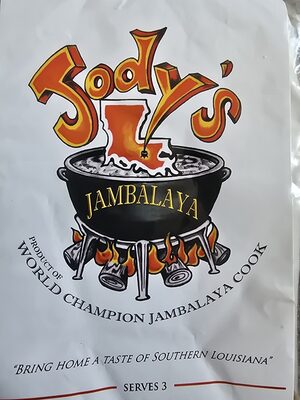 Jody's
JAMBALAYA
PRODUCT OF
WORLD CHAMPION JAMBALAYA COOK
"BRING HOME A TASTE OF SOUTHERN LOUISIANA"
SERVES 3